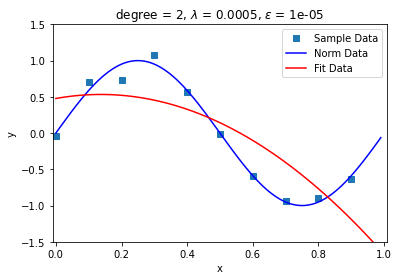 degree = 2, λ = 0.0005, ε = 1e-05
1.5
1.0
0.5
0.0
−0.5
−1.0
−1.5
y
Sample Data
Norm Data
Fit Data
0.0 0.2 0.4 0.6 0.8 1.0
x